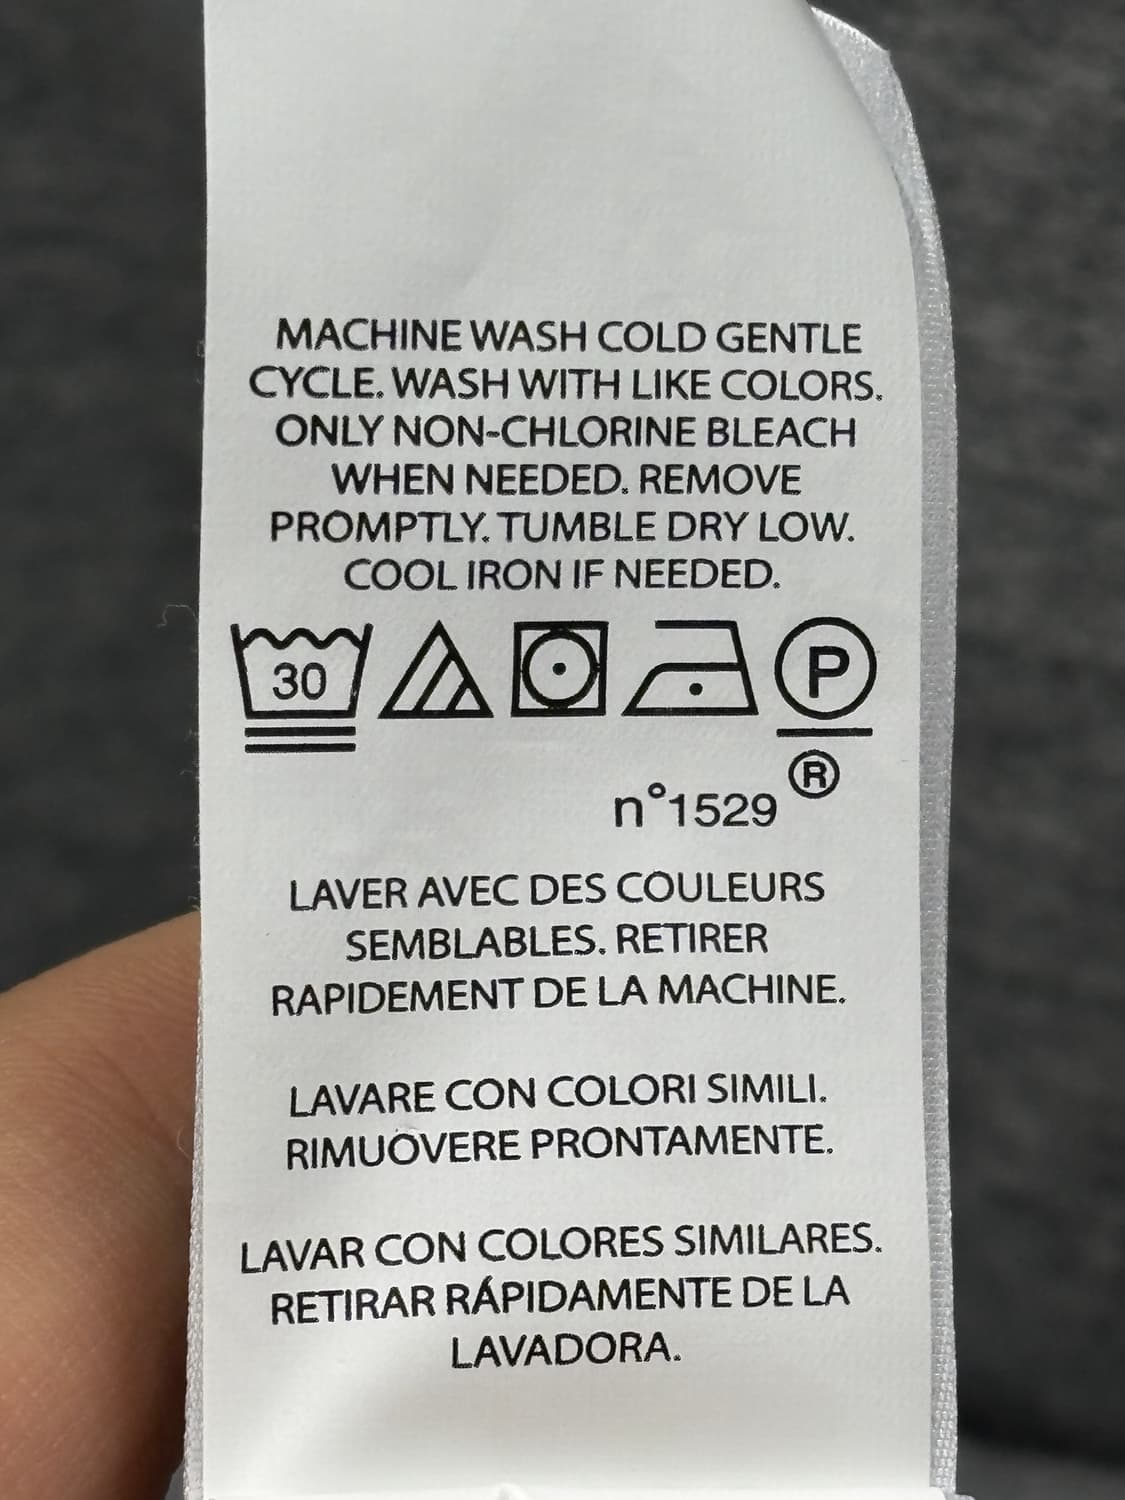 MACHINE WASH COLD GENTLE
CYCLE. WASH WITH LIKE COLORS.
ONLY NON-CHLORINE BLEACH
WHEN NEEDED. REMOVE
PROMPTLY. TUMBLE DRY LOW.
COOL IRON IF NEEDED.
30 P
®
n°1529
LAVER AVEC DES COULEURS
SEMBLABLES. RETIRER
RAPIDEMENT DE LA MACHINE.
LAVARE CON COLORI SIMILI.
RIMUOVERE PRONTAMENTE.
LAVAR CON COLORES SIMILARES.
RETIRAR RÁPIDAMENTE DE LA
LAVADORA.